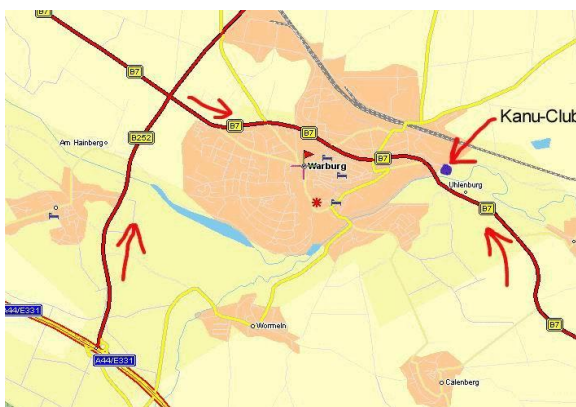 B7
B7
B252
Am Hainberg
B7
B7
B7
Kanu-Club
Warburg
Uhlenburg
B7
A44/E331
A44/E331
Wormeln
B7
Calenberg